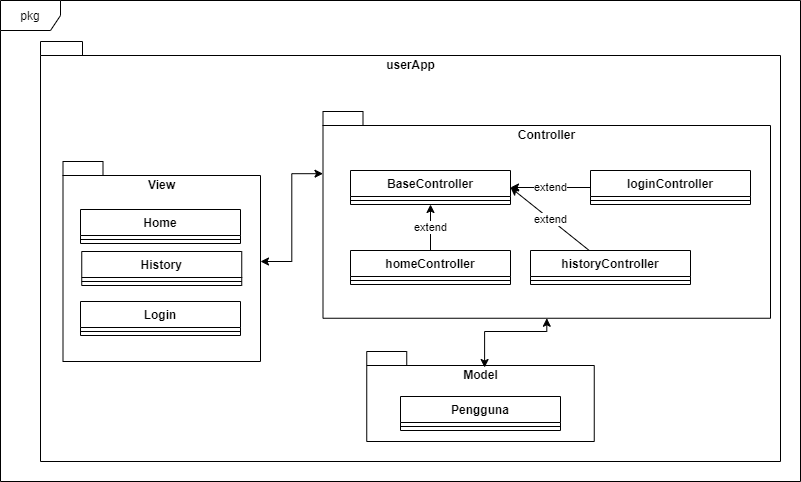 pkg
userApp
Controller
View
BaseController
extend
loginController
Home
extend
extend
History
homeController
historyController
Login
Model
Pengguna